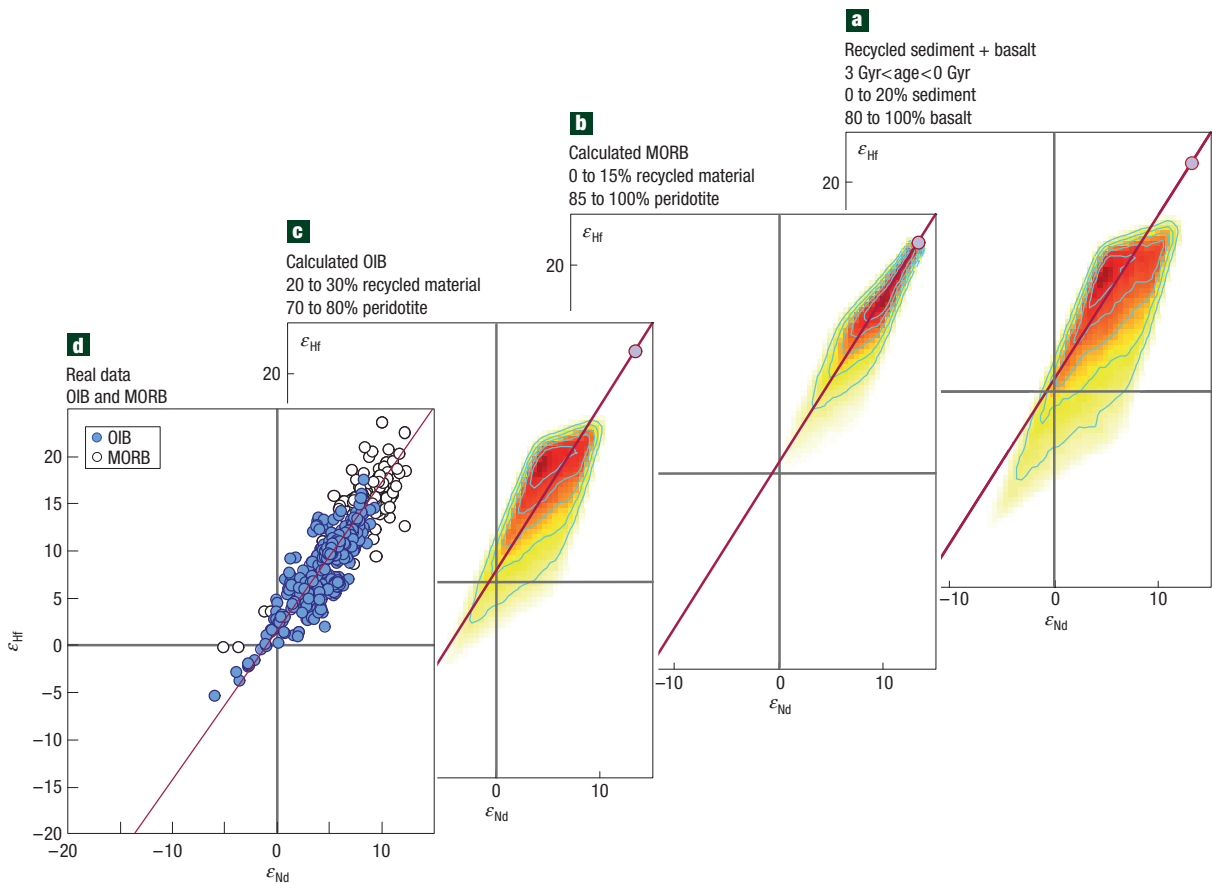 a
Recycled sediment + basalt
3 Gyr<age<0 Gyr
0 to 20% sediment
80 to 100% basalt
εHf
20
−10
0
10
εNd
b
Calculated MORB
0 to 15% recycled material
85 to 100% peridotite
εHf
20
−10
0
10
εNd
c
Calculated OIB
20 to 30% recycled material
70 to 80% peridotite
εHf
20
0
10
εNd
d
Real data
OIB and MORB
OIB
MORB
εHf
20
15
10
5
0
−5
−10
−15
−20
−20
−10
0
10
εNd